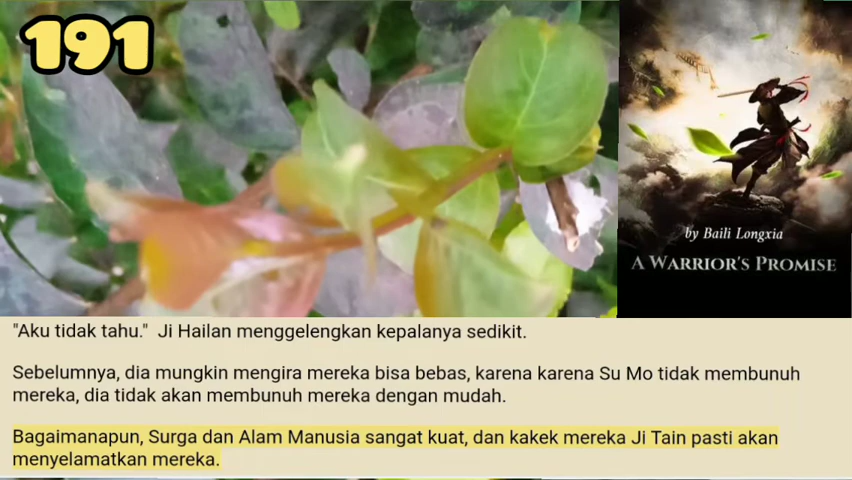 191
by Baili Longxia
A WARRIOR'S PROMISE
"Aku tidak tahu." Ji Hailan menggelengkan kepalanya sedikit.
Sebelumnya, dia mungkin mengira mereka bisa bebas, karena karena Su Mo tidak membunuh
mereka, dia tidak akan membunuh mereka dengan mudah.
Bagaimanapun, Surga dan Alam Manusia sangat kuat, dan kakek mereka Ji Tain pasti akan
menyelamatkan mereka.